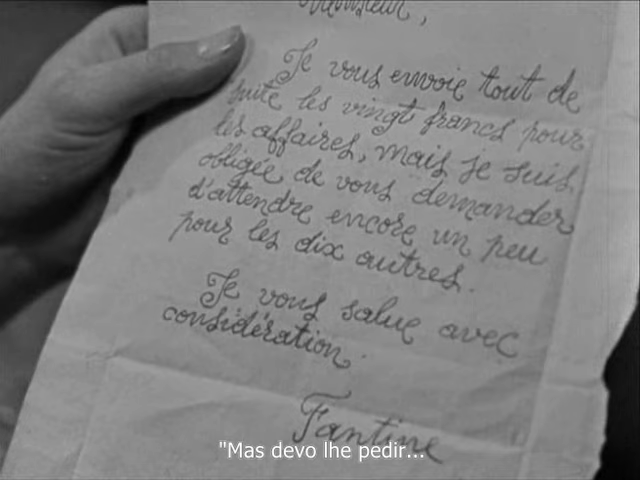 Monsieur,
Je vous envoie tout de
suite les vingt francs pour
les affaires, mais je suis
obligée de vous demander
d'attendre encore un peu
pour les dix autres.
Je vous salue avec
considération.
Fantine
"Mas devo lhe pedir...